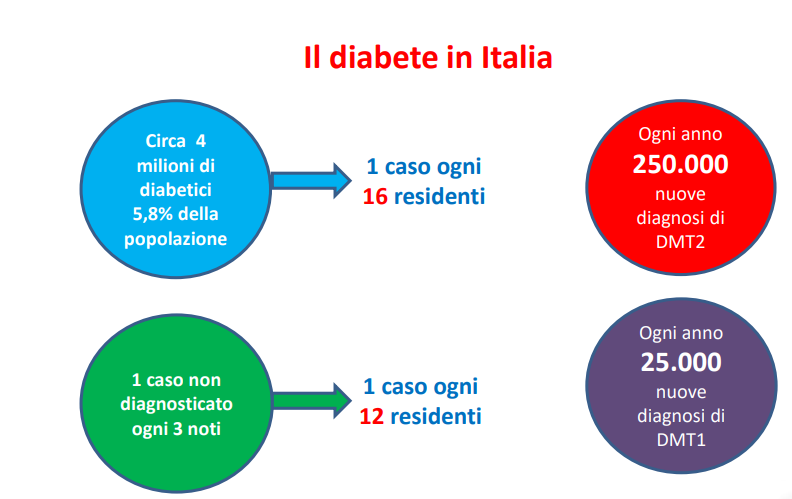 Il diabete in Italia
Circa 4
milioni di
diabetici
5,8% della
popolazione
1 caso ogni
16 residenti
Ogni anno
250.000
nuove
diagnosi di
DMT2
1 caso non
diagnosticato
ogni 3 noti
1 caso ogni
12 residenti
Ogni anno
25.000
nuove
diagnosi di
DMT1